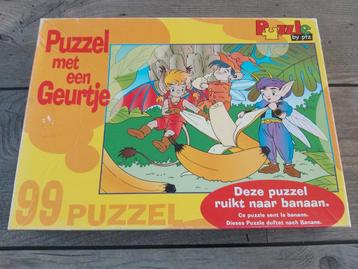 Puzzel
met
een
Geurtje
Puzzle
by ptz
Deze puzzel
ruikt naar banaan.
Ce puzzle sent la banane.
Dieses Puzzle duftet nach Banane.
99 PUZZEL